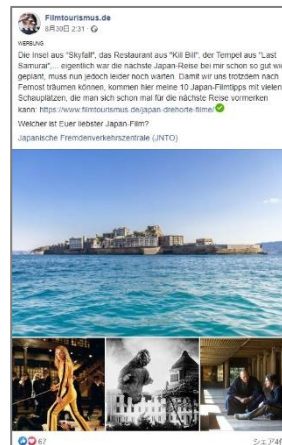 Filmtourismus.de
8月30日 2:31
WERBUNG
Die Insel aus "Skyfall", das Restaurant aus "Kill Bill", der Tempel aus "Last
Samurai",... eigentlich war die nächste Japan-Reise bei mir schon so gut wie
geplant, muss nun jedoch leider noch warten. Damit wir uns trotzdem nach
Fernost träumen können, kommen hier meine 10 Japan-Filmtipps mit vielen
Schauplätzen, die man sich schon mal für die nächste Reise vormerken
kann: https://www.filmtourismus.de/japan-drehorte-filme/
Welcher ist Euer liebster Japan-Film?
Japanische Fremdenverkehrszentrale (JNTO)
67